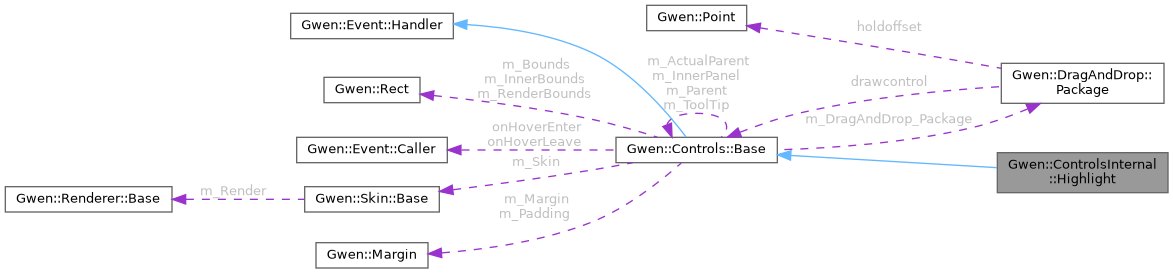 Gwen::Event::Handler
Gwen::Point
holdoffset
Gwen::Rect
m_Bounds
m_InnerBounds
m_RenderBounds
m_ActualParent
m_InnerPanel
m_Parent
m_ToolTip
drawcontrol
Gwen::DragAndDrop::
Package
m_DragAndDrop_Package
Gwen::Event::Caller
onHoverEnter
onHoverLeave
Gwen::Controls::Base
m_Skin
Gwen::ControlsInternal
::Highlight
Gwen::Renderer::Base
m_Render
Gwen::Skin::Base
m_Margin
m_Padding
Gwen::Margin